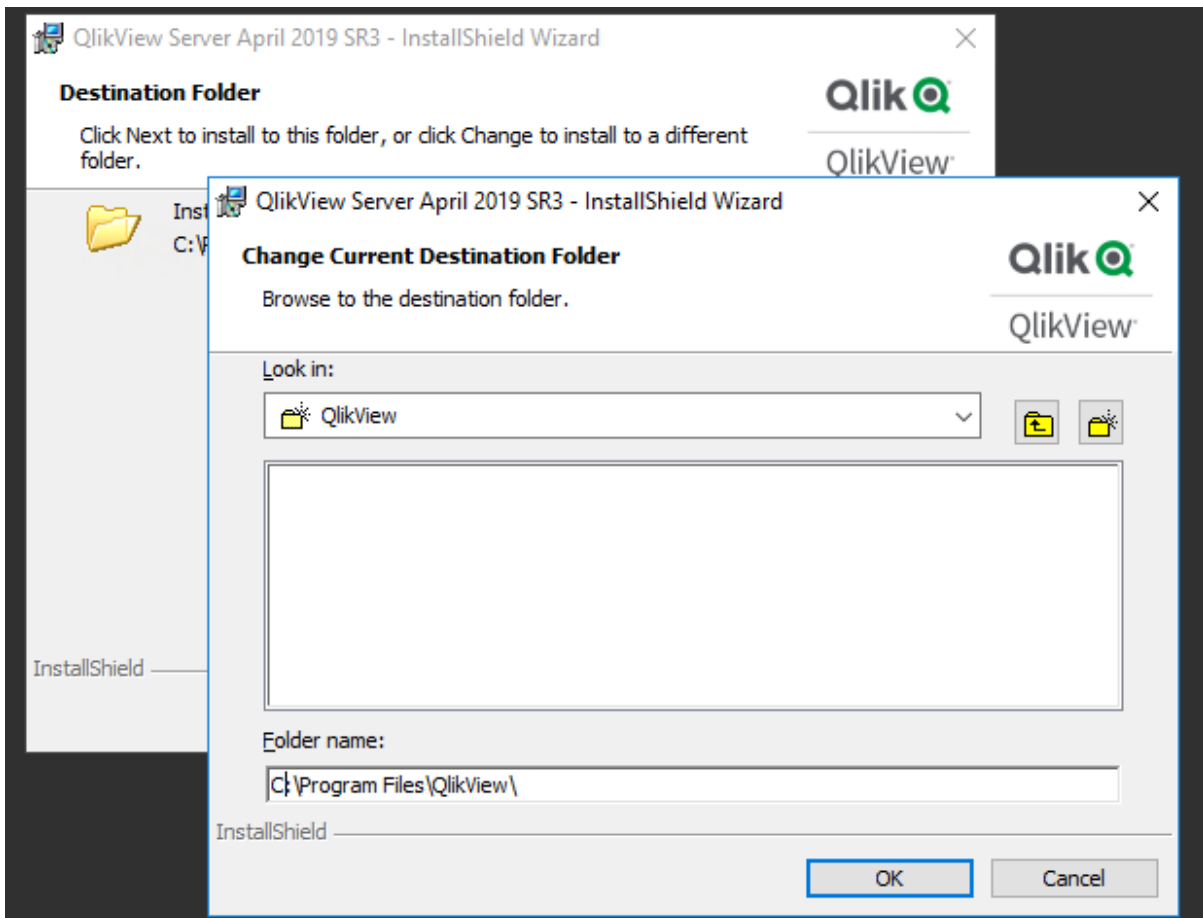 QlikView Server April 2019 SR3 - InstallShield Wizard
Destination Folder
Click Next to install to this folder, or click Change to install to a different
folder.
Qlik
QlikView
C:\
InstallShield
QlikView Server April 2019 SR3 - InstallShield Wizard
Change Current Destination Folder
Browse to the destination folder.
Qlik
QlikView
Look in:
QlikView
Folder name:
C:\Program Files\QlikView\
InstallShield
OK
Cancel